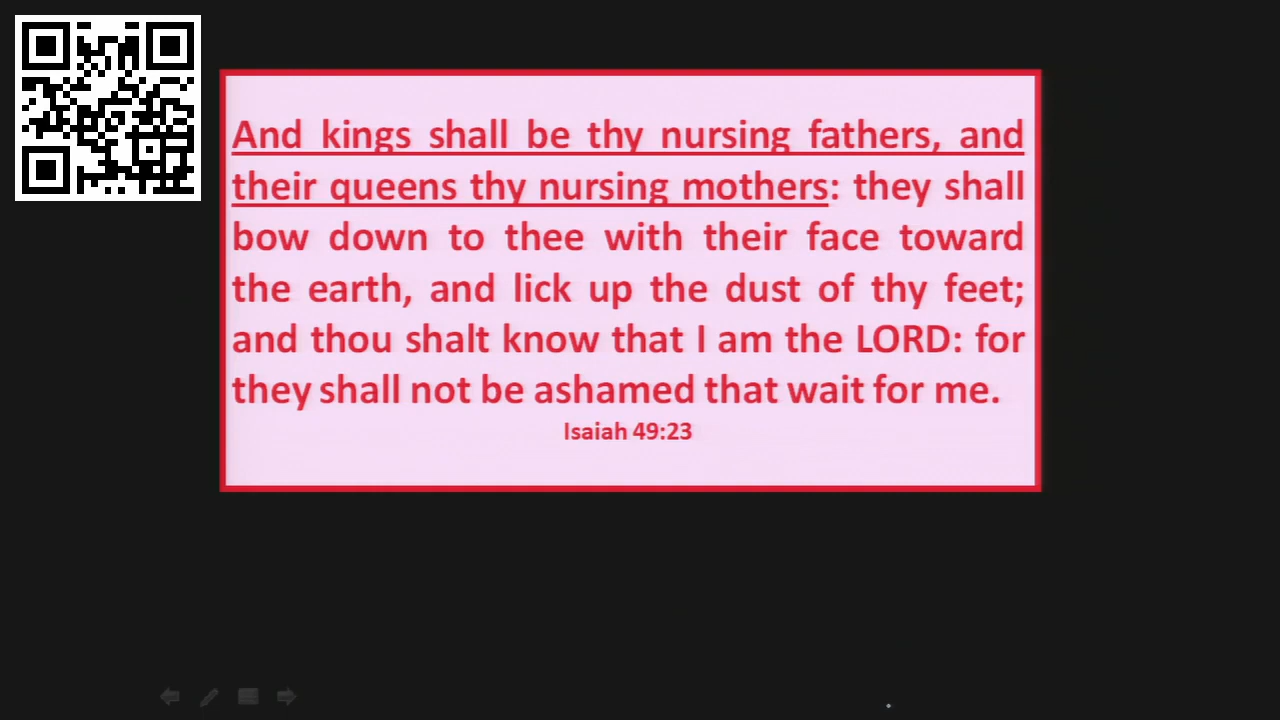 And kings shall be thy nursing fathers, and
their queens thy nursing mothers: they shall
bow down to thee with their face toward
the earth, and lick up the dust of thy feet;
and thou shalt know that I am the LORD: for
they shall not be ashamed that wait for me.
Isaiah 49:23